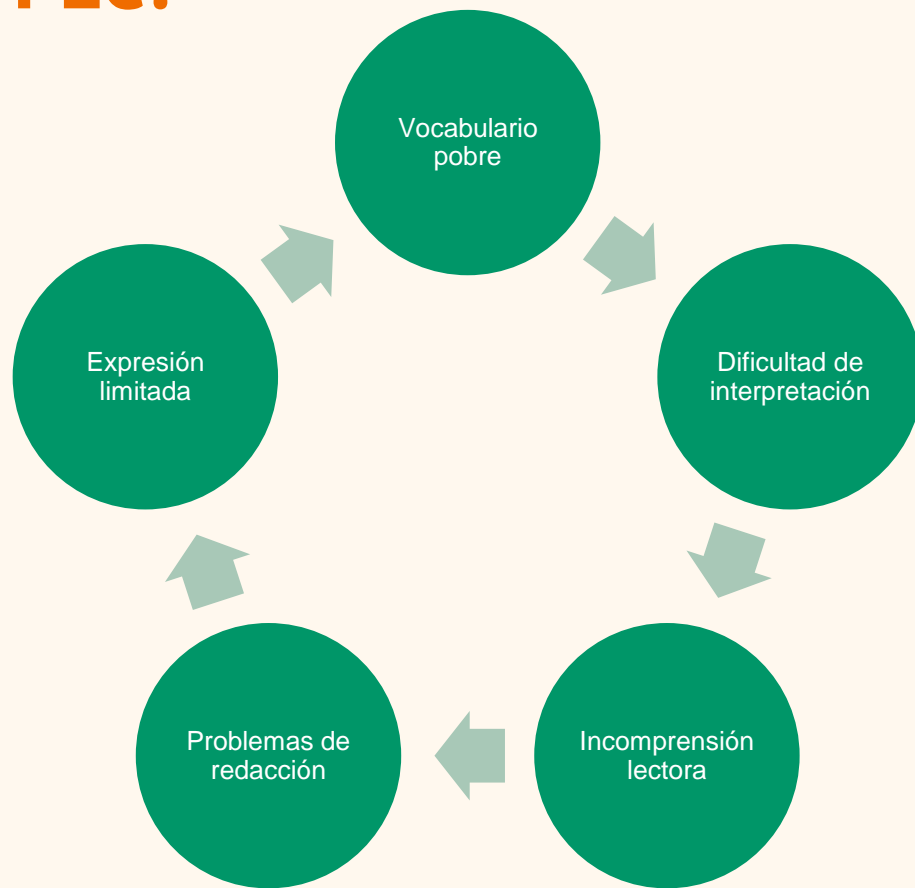 Vocabulario
pobre
Dificultad de
interpretación
Incomprensión
lectora
Problemas de
redacción
Expresión
limitada